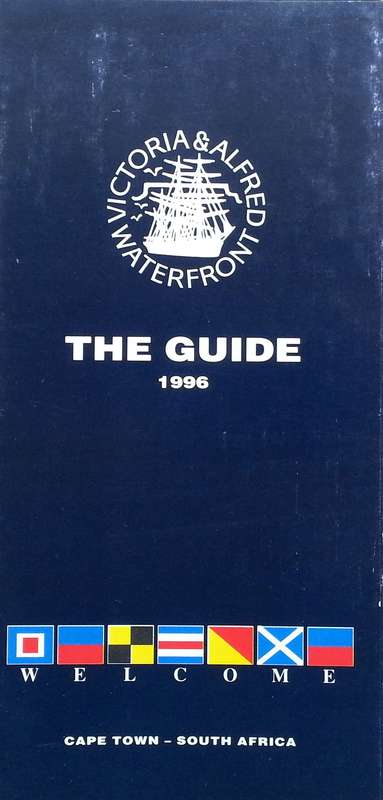 VICTORIA & ALFRED
WATERFRONT
THE GUIDE
1996
W E L C O M E
CAPE TOWN – SOUTH AFRICA